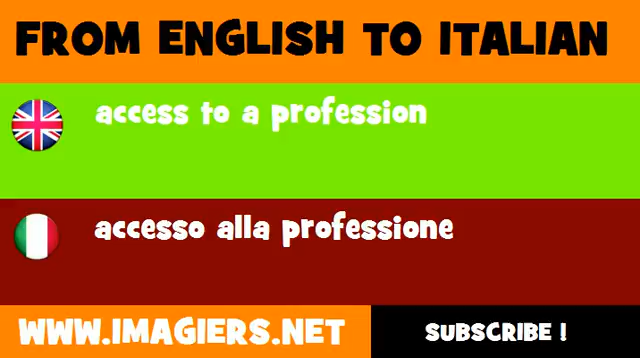 FROM ENGLISH TO ITALIAN
access to a profession
accesso alla professione
WWW.IMAGIERS.NET
SUBSCRIBE !